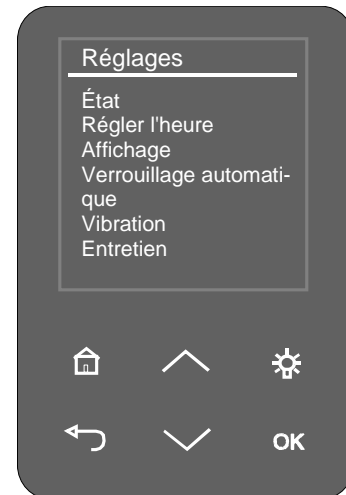 Réglages
État
Régler l'heure
Affichage
Verrouillage automati-
que
Vibration
Entretien
OK